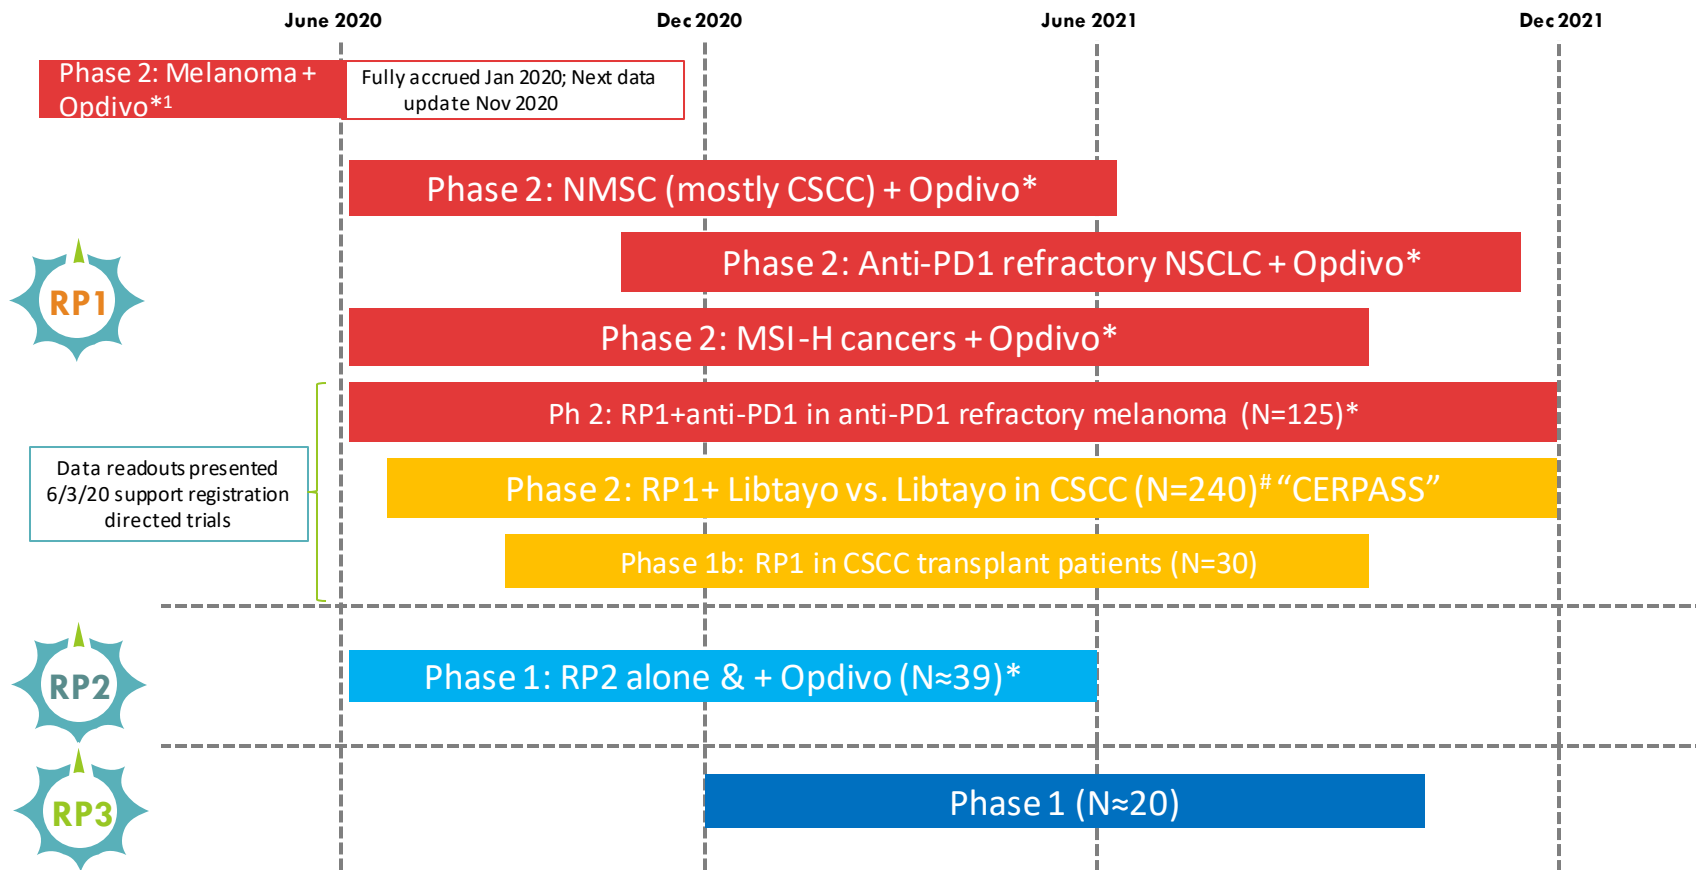 June 2020
Dec 2020
June 2021
Dec 2021
Phase 2: Melanoma +
Opdivo*1
Fully accrued Jan 2020; Next data
update Nov 2020
Phase 2: NMSC (mostly CSCC) + Opdivo*
Phase 2: Anti-PD1 refractory NSCLC + Opdivo*
RP1
Phase 2: MSI-H cancers + Opdivo*
Ph 2: RP1+anti-PD1 in anti-PD1 refractory melanoma (N=125)*
Data readouts presented
6/3/20 support registration
directed trials
Phase 2: RP1+ Libtayo vs. Libtayo in CSCC (N=240)# “CERPASS”
Phase 1b: RP1 in CSCC transplant patients (N=30)
RP2
Phase 1: RP2 alone & + Opdivo (N≈39)*
RP3
Phase 1 (N≈20)